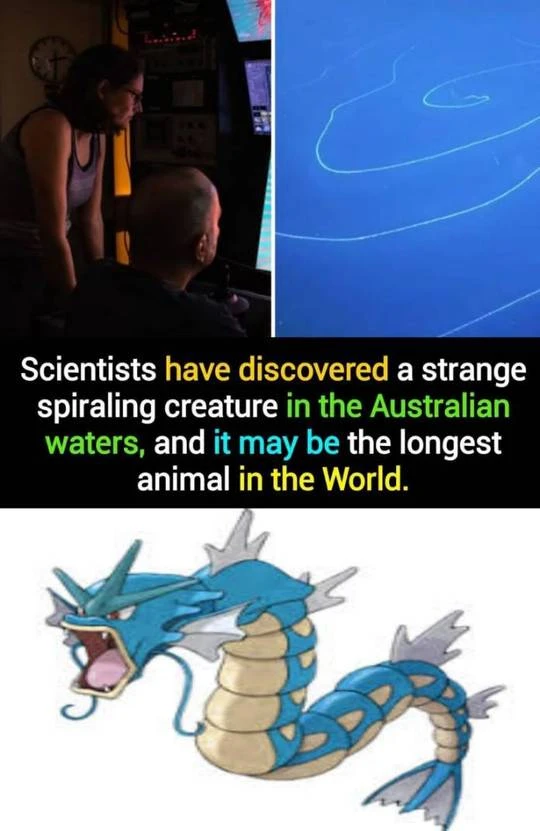 Scientists have discovered a strange
spiraling creature in the Australian
waters, and it may be the longest
animal in the World.